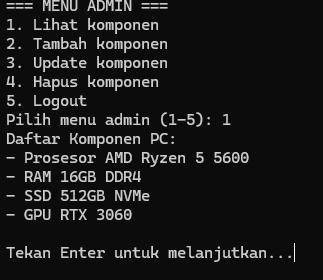 === MENU ADMIN ===
1. Lihat komponen
2. Tambah komponen
3. Update komponen
4. Hapus komponen
5. Logout
Pilih menu admin (1-5): 1
Daftar Komponen PC:
- Prosesor AMD Ryzen 5 5600
- RAM 16GB DDR4
- SSD 512GB NVMe
- GPU RTX 3060
Tekan Enter untuk melanjutkan...